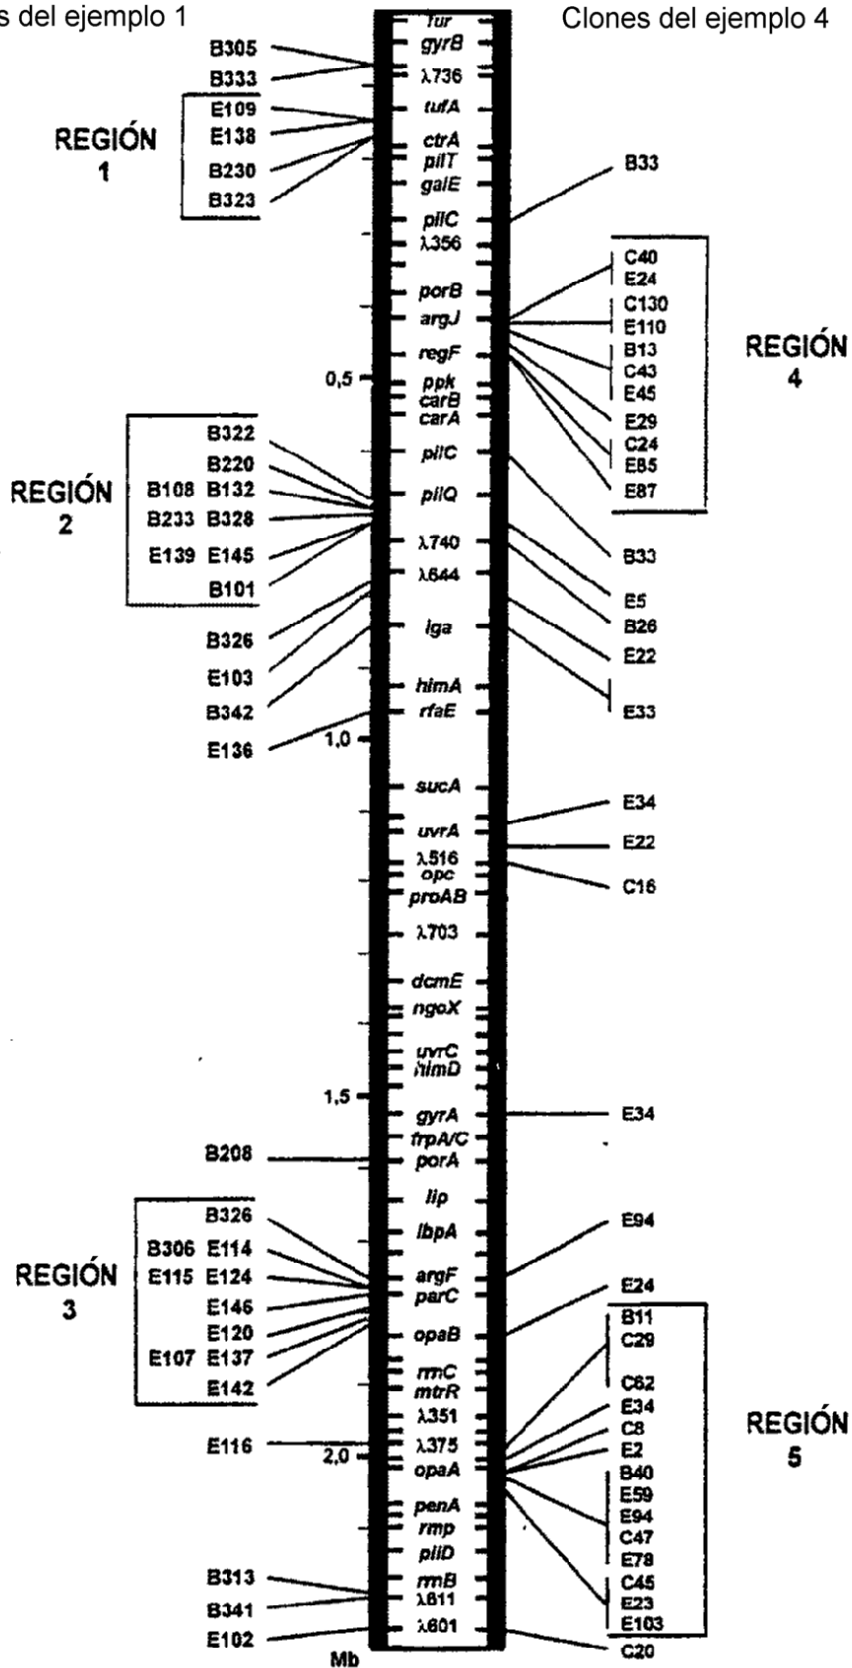 s del ejemplo 1
Clones del ejemplo 4
B305
B333
REGIÓN
1
E109
E138
B230
B323
REGIÓN
2
B322
B220
B108 B132
B233 B328
E139 E145
B101
B326
E103
B342
E136
B208
REGIÓN
3
B326
B306 E114
E115 E124
E146
E120
E107 E137
E142
E116
B313
B341
E102
0,5
1,0
1,5
2,0
Mb
fur
gyrB
λ736
tufA
ctrA
pilT
galE
pilC
λ356
porB
argJ
regF
ppk
carB
carA
pilC
pilQ
λ740
λ644
iga
himA
rfaE
sucA
uvrA
λ516
opc
proAB
λ703
dcmE
ngoX
uvrC
himD
gyrA
frpA/C
porA
lip
lbpA
argF
parC
opaB
rrnC
mtrR
λ351
λ375
opaA
penA
rmp
pilD
rrnB
λ611
λ601
B33
REGIÓN
4
C40
E24
C130
E110
B13
C43
E45
E29
C24
E85
E87
B33
E5
B26
E22
E33
E34
E22
C16
E34
E94
E24
REGIÓN
5
B11
C29
C62
E34
C8
E2
B40
E59
E94
C47
E78
C45
E23
E103
C20